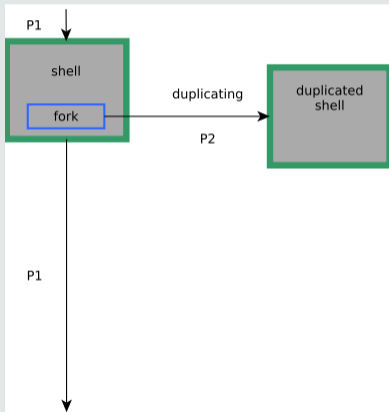 P1
shell
fork
duplicating
P2
duplicated
shell
P1